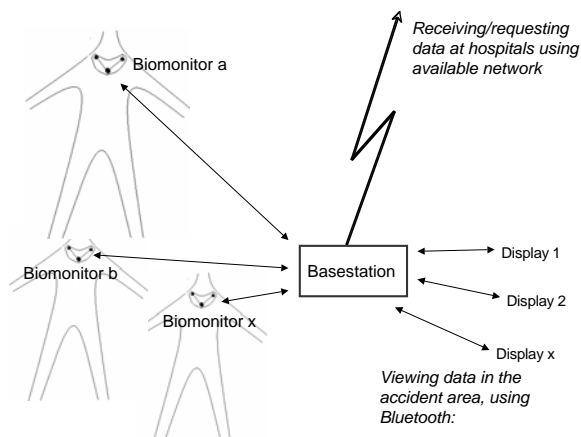 Receiving/requesting
data at hospitals using
available network
Biomonitor a
Biomonitor b
Biomonitor x
Basestation
Display 1
Display 2
Display x
Viewing data in the
accident area, using
Bluetooth: